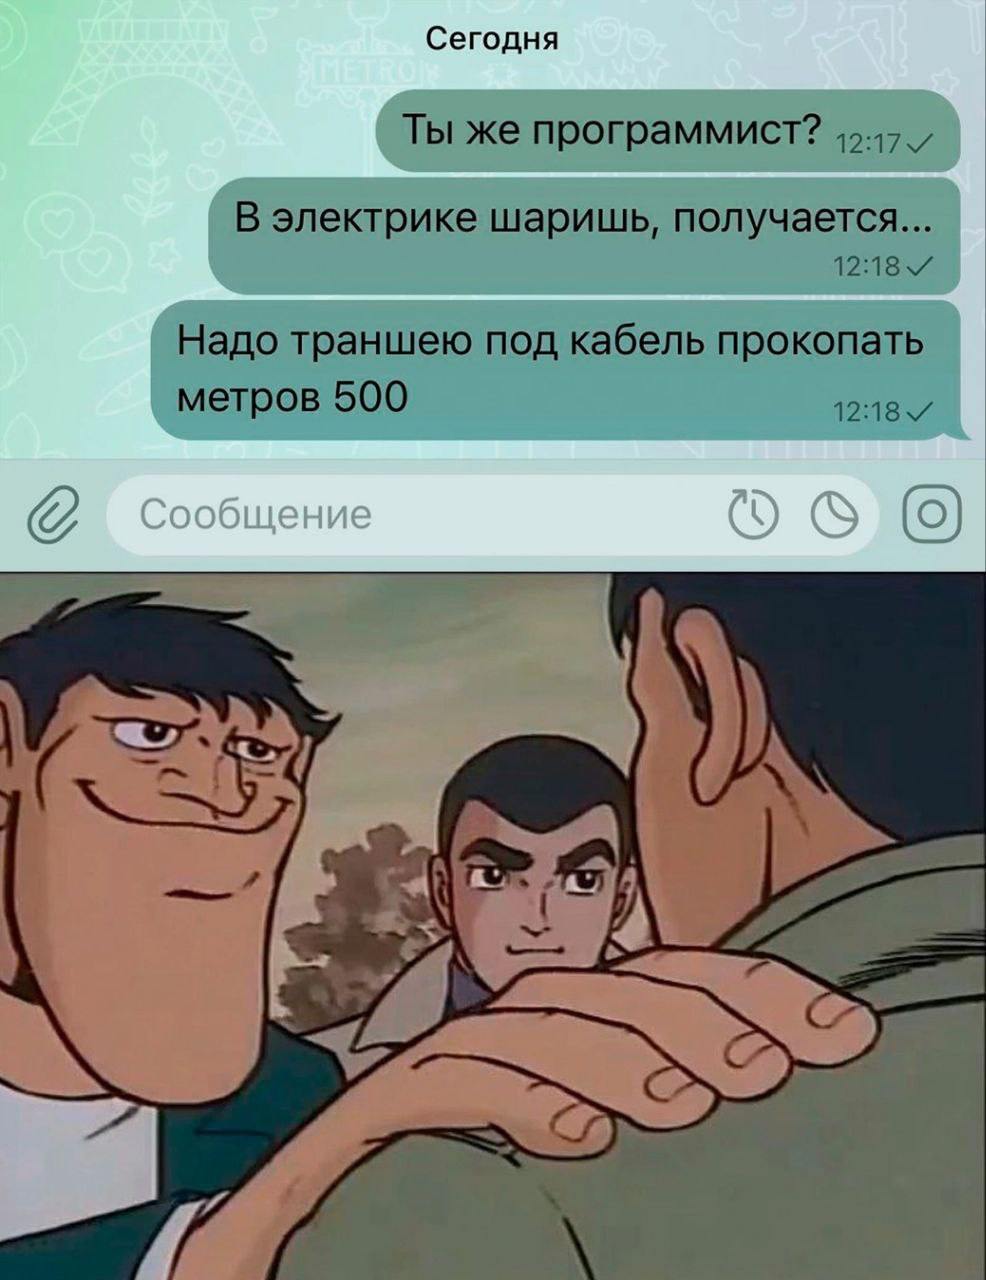 Сегодня
METRO
Ты же программист? 12:17
В электрике шаришь, получается...
12:18
Надо траншею под кабель прокопать
метров 500 12:18
Сообщение